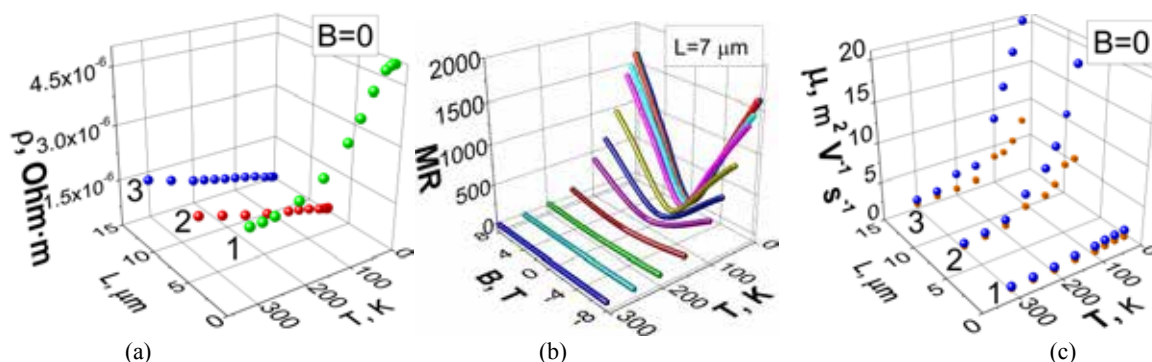 B=0
4.5x10⁻⁶
3.0x10⁻⁶
1.5x10⁻⁶
ρ, Ohm·m
3
2
1
15
10
5
0
L, μm
300
200
100
0
T, K
(a)
L=7 μm
2000
1500
1000
500
0
MR
8
4
0
-4
-8
B, T
300
200
100
0
T, K
(b)
B=0
20
15
10
5
0
μ, m² V⁻¹ s⁻¹
3
2
1
15
10
5
0
L, μm
300
200
100
0
T, K
(c)